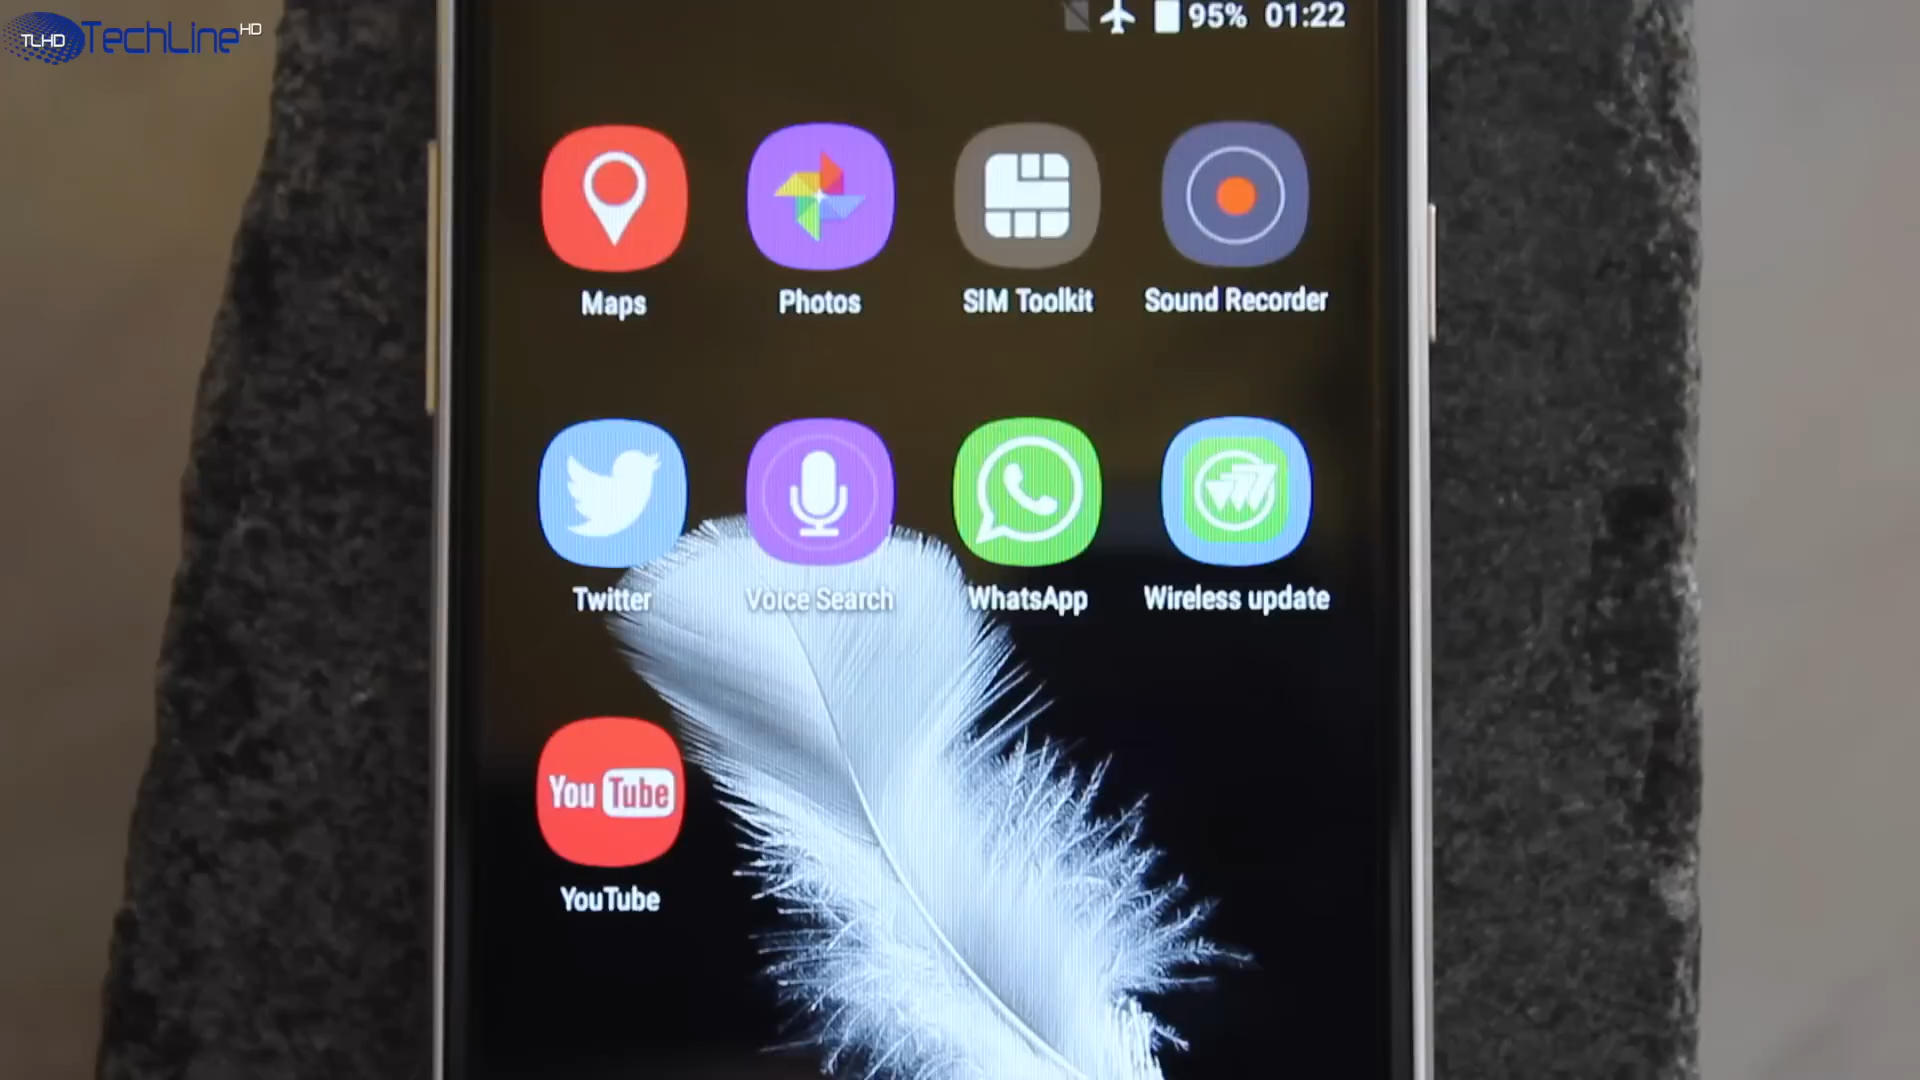 TLHD TechLine HD
95% 01:22
Maps Photos SIM Toolkit Sound Recorder
Twitter Voice Search WhatsApp Wireless update
You Tube
YouTube